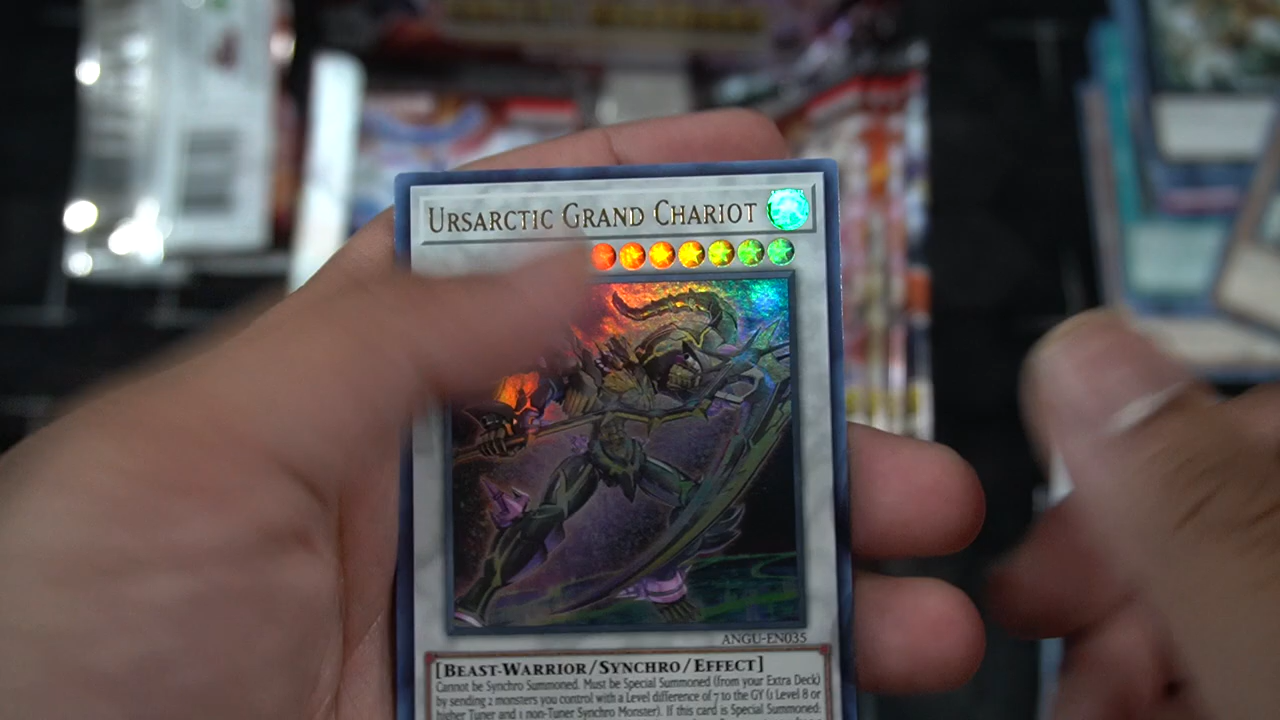 Ursarctic Grand Chariot
ANGU-EN035
[Beast-Warrior/Synchro/Effect]
Cannot be Synchro Summoned. Must be Special Summoned (from your Extra Deck)
by sending 2 monsters you control with a Level difference of 7 to the GY (1 Level 8 or
higher Tuner and 1 non-Tuner Synchro Monster). If this card is Special Summoned: